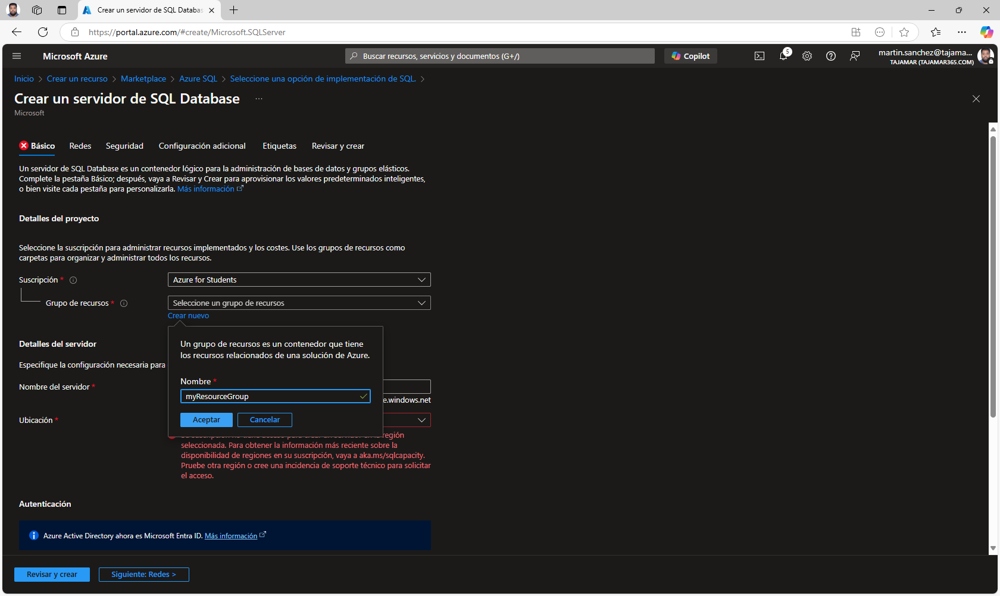 Crear un servidor de SQL Databas
https://portal.azure.com/#create/Microsoft.SQLServer
Microsoft Azure
Buscar recursos, servicios y documentos (G+/)
Copilot
5
martin.sanchez@tajama...
TAJAMAR (TAJAMAR365.COM)
Inicio > Crear un recurso > Marketplace > Azure SQL > Seleccione una opción de implementación de SQL. >
Crear un servidor de SQL Database ...
Microsoft
Básico Redes Seguridad Configuración adicional Etiquetas Revisar y crear
Un servidor de SQL Database es un contenedor lógico para la administración de bases de datos y grupos elásticos.
Complete la pestaña Básico; después, vaya a Revisar y Crear para aprovisionar los valores predeterminados inteligentes,
o bien visite cada pestaña para personalizarla. Más información
Detalles del proyecto
Seleccione la suscripción para administrar recursos implementados y los costes. Use los grupos de recursos como
carpetas para organizar y administrar todos los recursos.
Suscripción *
Azure for Students
Grupo de recursos *
Seleccione un grupo de recursos
Crear nuevo
Un grupo de recursos es un contenedor que tiene
los recursos relacionados de una solución de Azure.
Nombre *
myResourceGroup
Aceptar
Cancelar
Detalles del servidor
Especifique la configuración necesaria para
Nombre del servidor *
e.windows.net
Ubicación *
región
seleccionada. Para obtener la información más reciente sobre la
disponibilidad de regiones en su suscripción, vaya a aka.ms/sqlcapacity.
Pruebe otra región o cree una incidencia de soporte técnico para solicitar
el acceso.
Autenticación
Azure Active Directory ahora es Microsoft Entra ID. Más información
Revisar y crear
Siguiente: Redes >